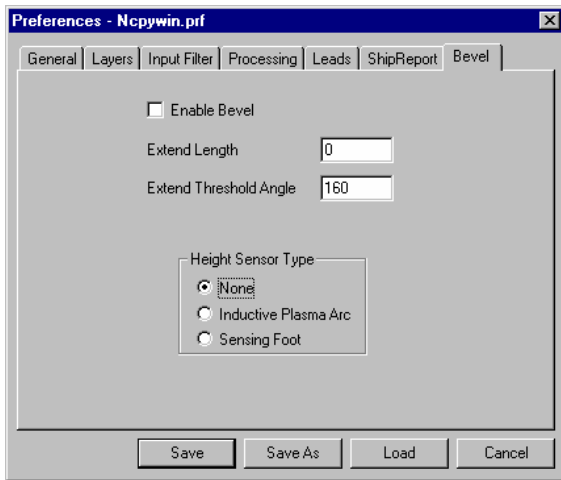 Preferences - Ncpywin.prf
General Layers Input Filter Processing Leads ShipReport Bevel
Enable Bevel
Extend Length 0
Extend Threshold Angle 160
Height Sensor Type
None
Inductive Plasma Arc
Sensing Foot
Save Save As Load Cancel